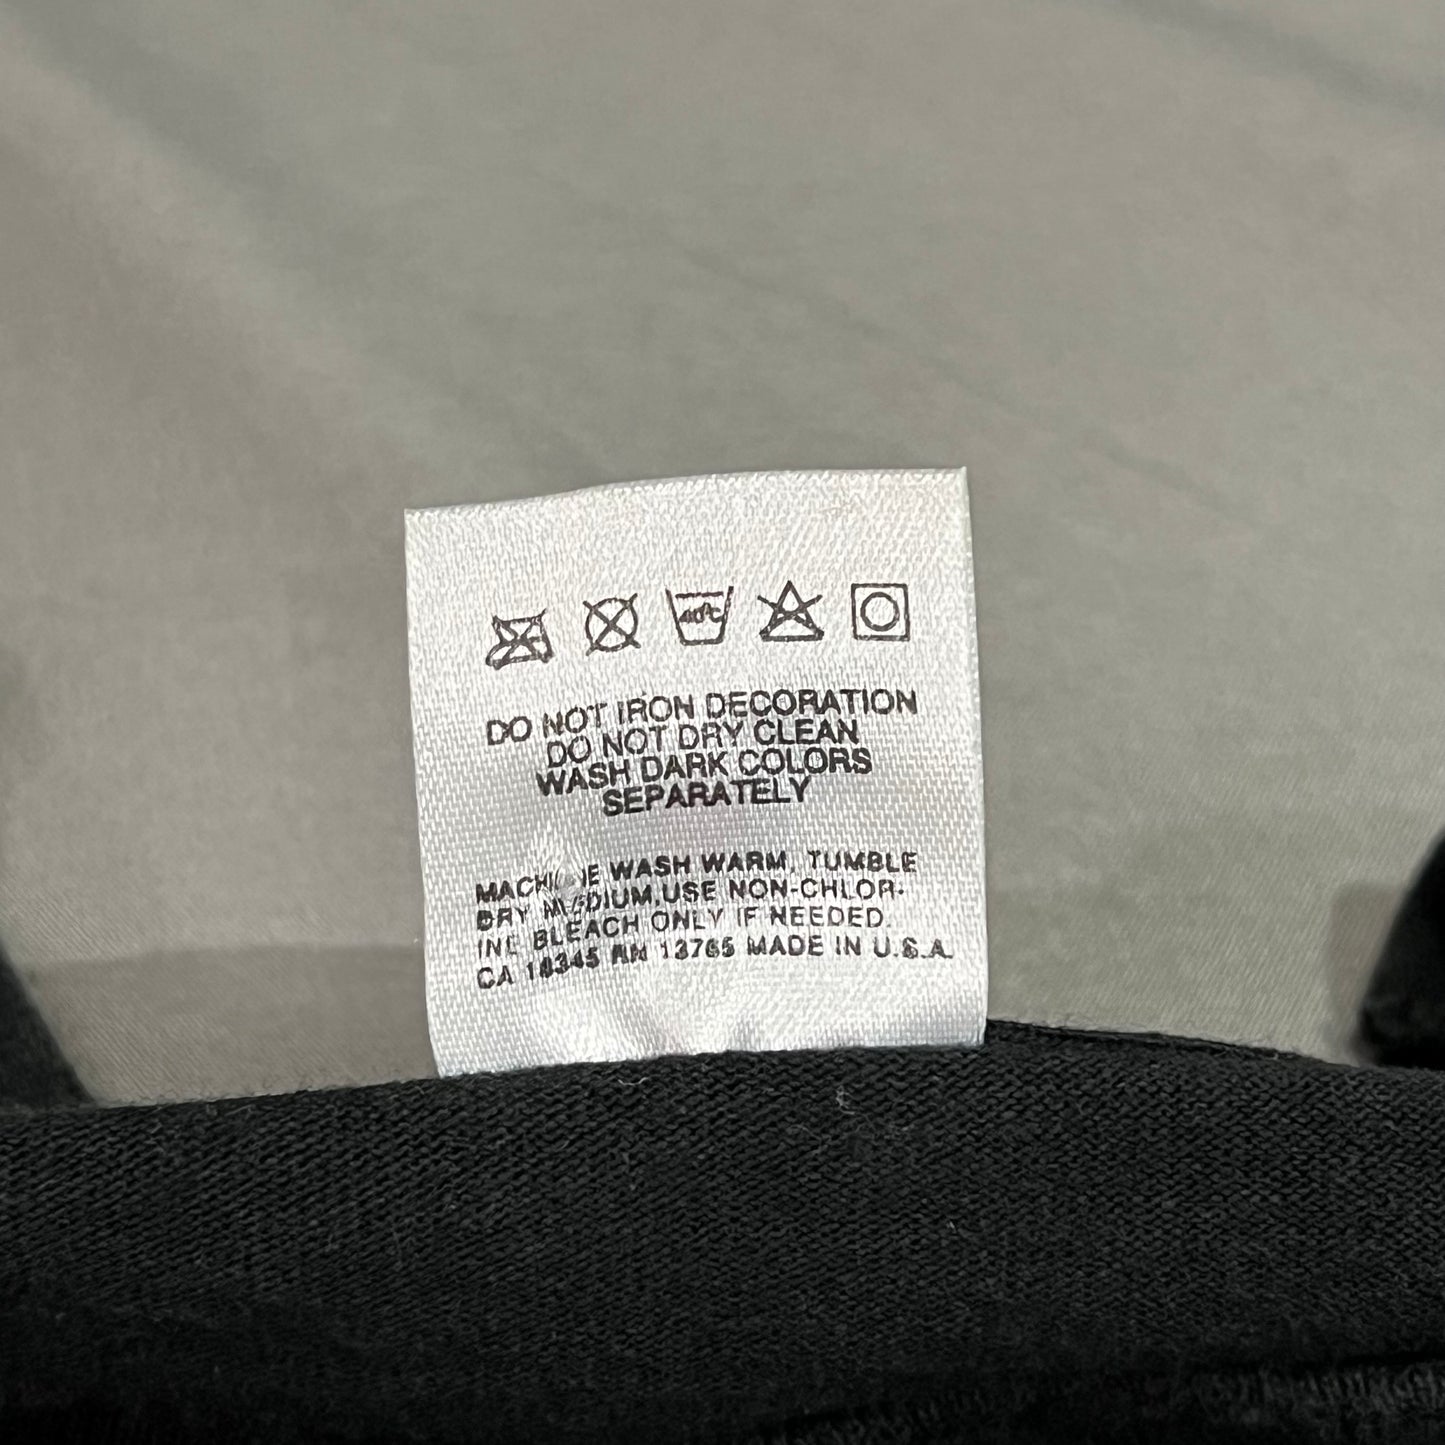 40°C
DO NOT IRON DECORATION
DO NOT DRY CLEAN
WASH DARK COLORS
SEPARATELY
MACHINE WASH WARM, TUMBLE
DRY MEDIUM, USE NON-CHLOR-
INE BLEACH ONLY IF NEEDED.
CA 18345 RN 13765 MADE IN U.S.A.